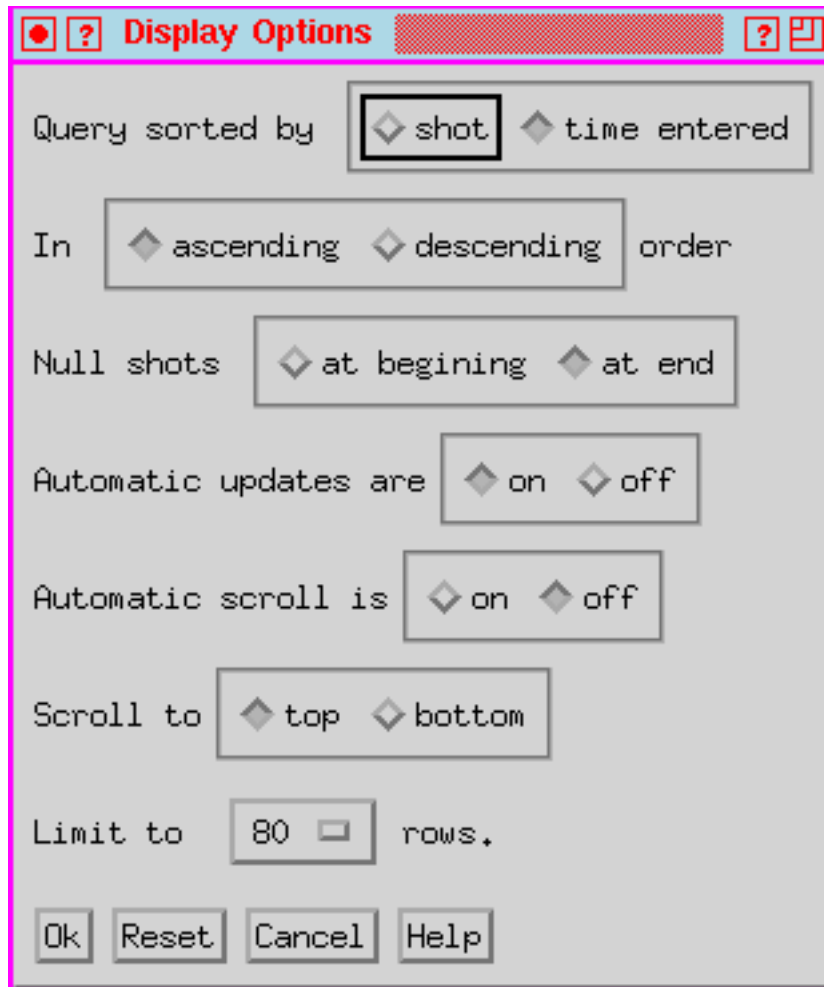 ? Display Options ?
Query sorted by shot time entered
In ascending descending order
Null shots at begining at end
Automatic updates are on off
Automatic scroll is on off
Scroll to top bottom
Limit to 80 rows.
Ok Reset Cancel Help